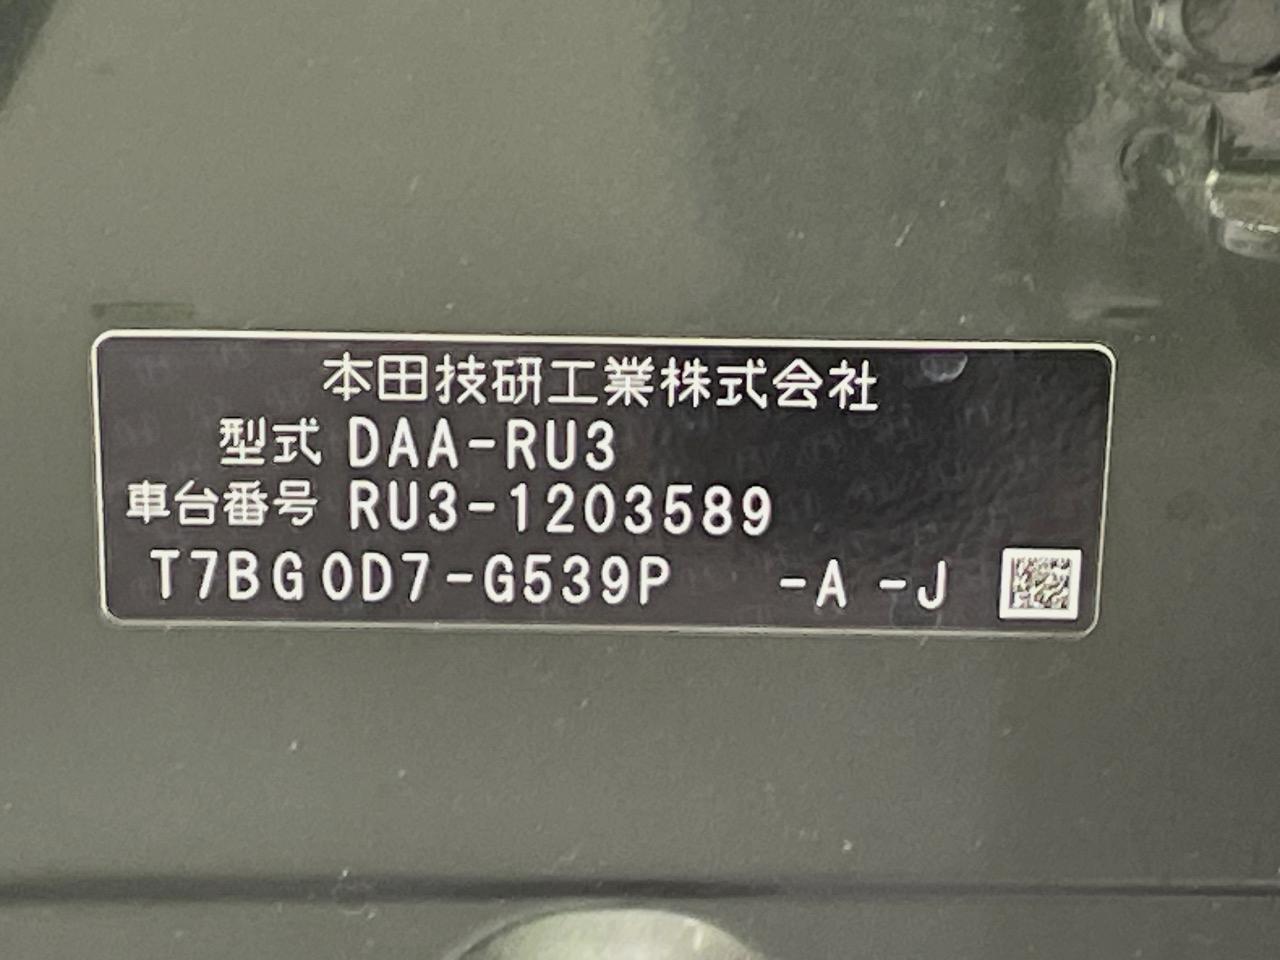 本田技研工業株式会社
型式 DAA-RU3
車台番号 RU3-1203589
T7BG0D7-G539P -A -J